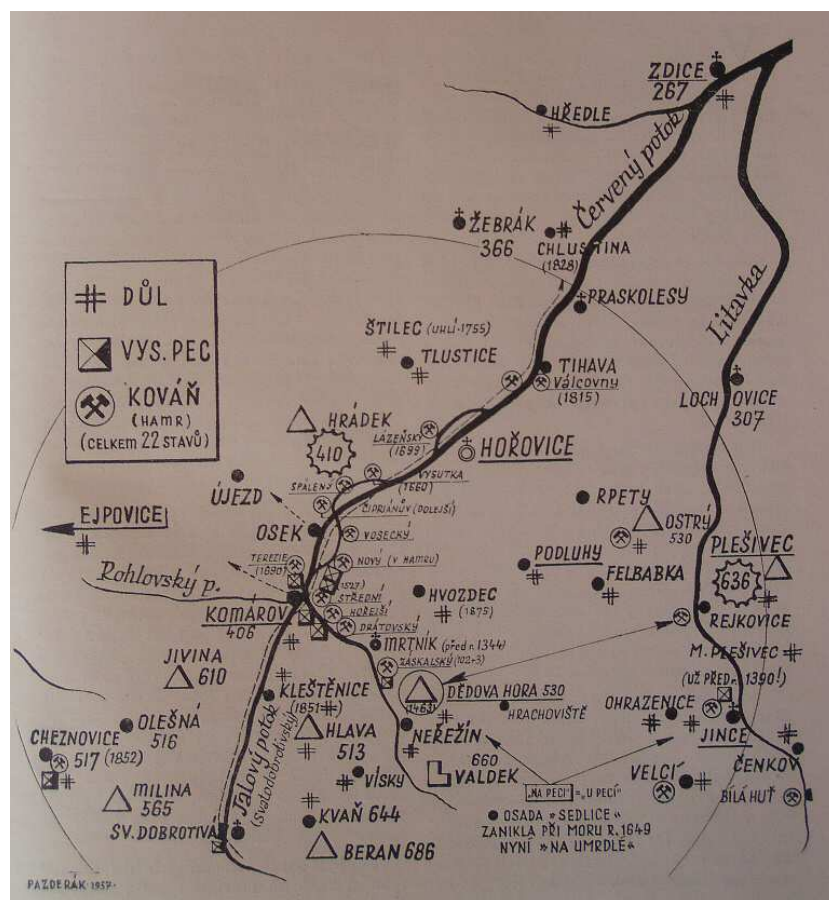 ZDICE
267
HŘEDLE
Červený potok
ŽEBRÁK
366
CHLUSTINA
(1828)
PRASKOLESY
Litavka
DŮL
VYS. PEC
KOVÁŇ
(HAMR)
(CELKEM 22 STAVŮ)
ŠTILEC (UHLÍ-1755)
TLUSTICE
TIHAVA
Válcovny
(1815)
LOCHOVICE
307
HRÁDEK
410
LÁZEŇSKÝ
(1699)
HOŘOVICE
VYSUTKA
(1660)
SPÁLENÝ
ÚJEZD
CIPRIÁNŮV (DOLEJŠÍ)
RPETY
OSTRÝ
530
EJPOVICE
OSEK
VOSECKÝ
PLEŠIVEC
636
TEREZIE
(1690)
NOVÝ (V HAMRU)
PODLUHY
FELBABKA
Rohlovský p.
STŘEDNÍ
HOŘEJŠÍ
DRÁTOVSKÝ
KOMÁROV
406
HVOZDEC
(1875)
REJKOVICE
MRTNÍK (před r. 1344)
M. PLEŠIVEC
(UŽ PŘED r. 1390!)
JIVINA
610
KLEŠTĚNICE
(1851)
DĚDOVA HORA 530
HRACHOVIŠTĚ
OHRAZENICE
JINCE
OLEŠNÁ
516
HLAVA
513
NEŘEŽÍN
CHEZNOVICE
517 (1852)
Jalový potok
(Svatodobrotivský)
VÍSKY
660
VALDEK
VELCÍ
ČENKOV
MILINA
565
„NA PECI" = „U PECÍ"
BÍLÁ HUŤ
SV. DOBROTIVA
KVAŇ 644
OSADA »SEDLICE«
ZANIKLA PŘI MORU R. 1649
NYNÍ »NA UMRDLÉ«
BERAN 686
PAZDERÁK · 1957 ·